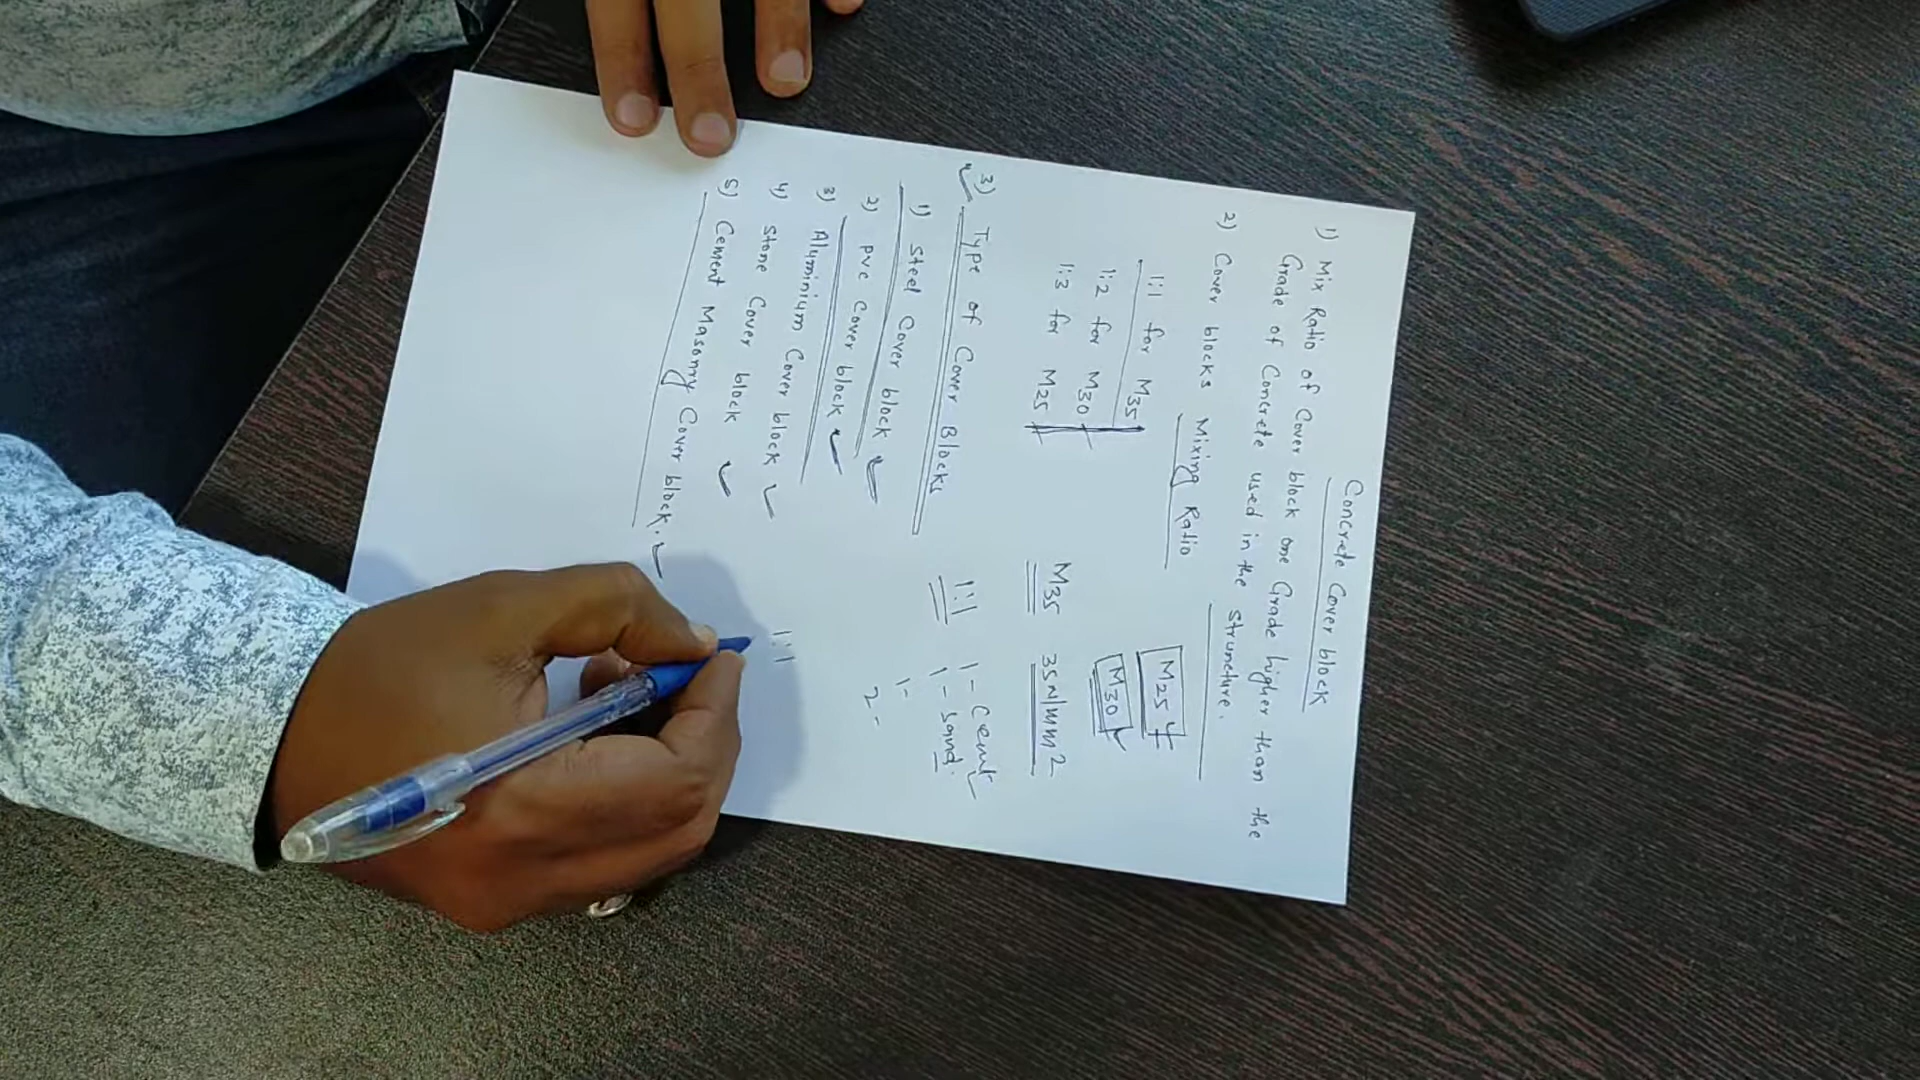 Concrete Cover block
1) Mix Ratio of Cover block one Grade higher than the
Grade of Concrete used in the struncture.
2) Cover blocks Mixing Ratio
M25
1:1 for M35
M30
1:2 for M30
M35 35N/mm2
1:3 for M25
3) Type of Cover Blocks
1:1 1- Cemt
1- sand.
1) Steel Cover block
1-
2) PVC Cover block
2-
3) Aluminium Cover block
1:1
4) Stone Cover block
5) Cement Masonry Cover block.